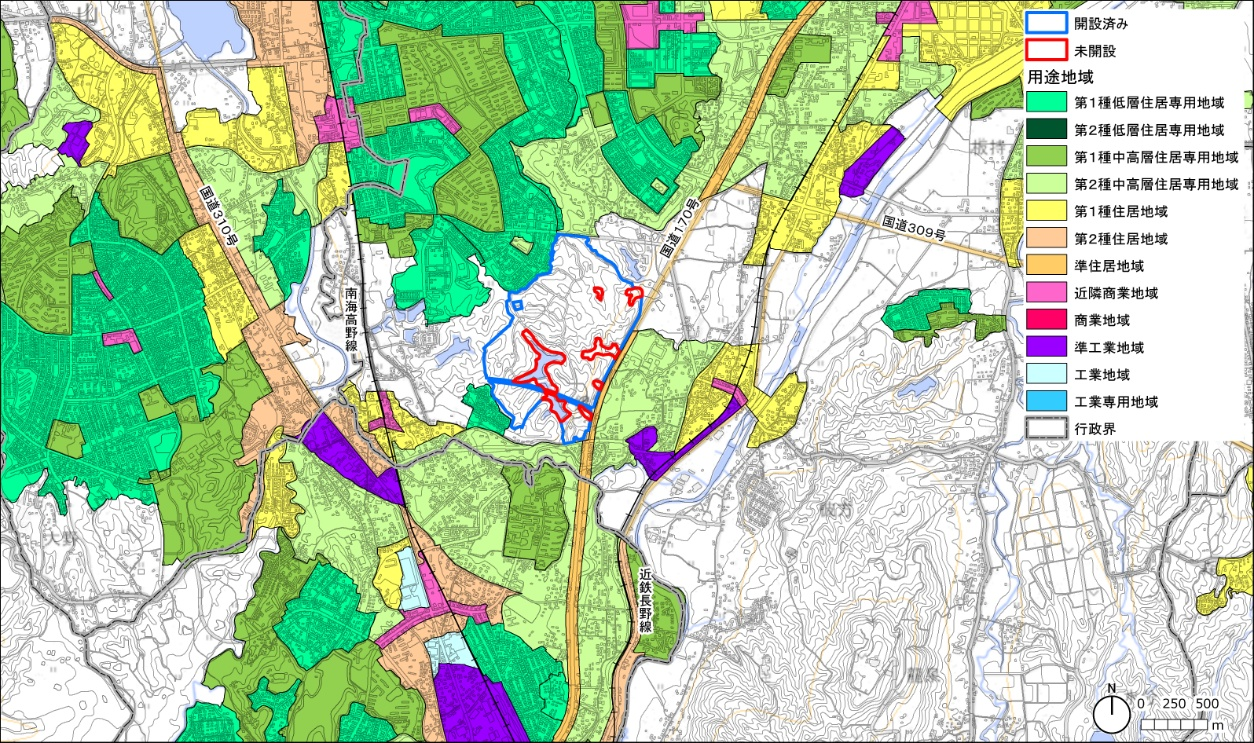 開設済み
未開設
用途地域
第1種低層住居専用地域
第2種低層住居専用地域
第1種中高層住居専用地域
第2種中高層住居専用地域
第1種住居地域
第2種住居地域
準住居地域
近隣商業地域
商業地域
準工業地域
工業地域
工業専用地域
行政界
国道310号
国道170号
国道309号
板持
南海高野線
近鉄長野線
大野
N
0 250 500
m